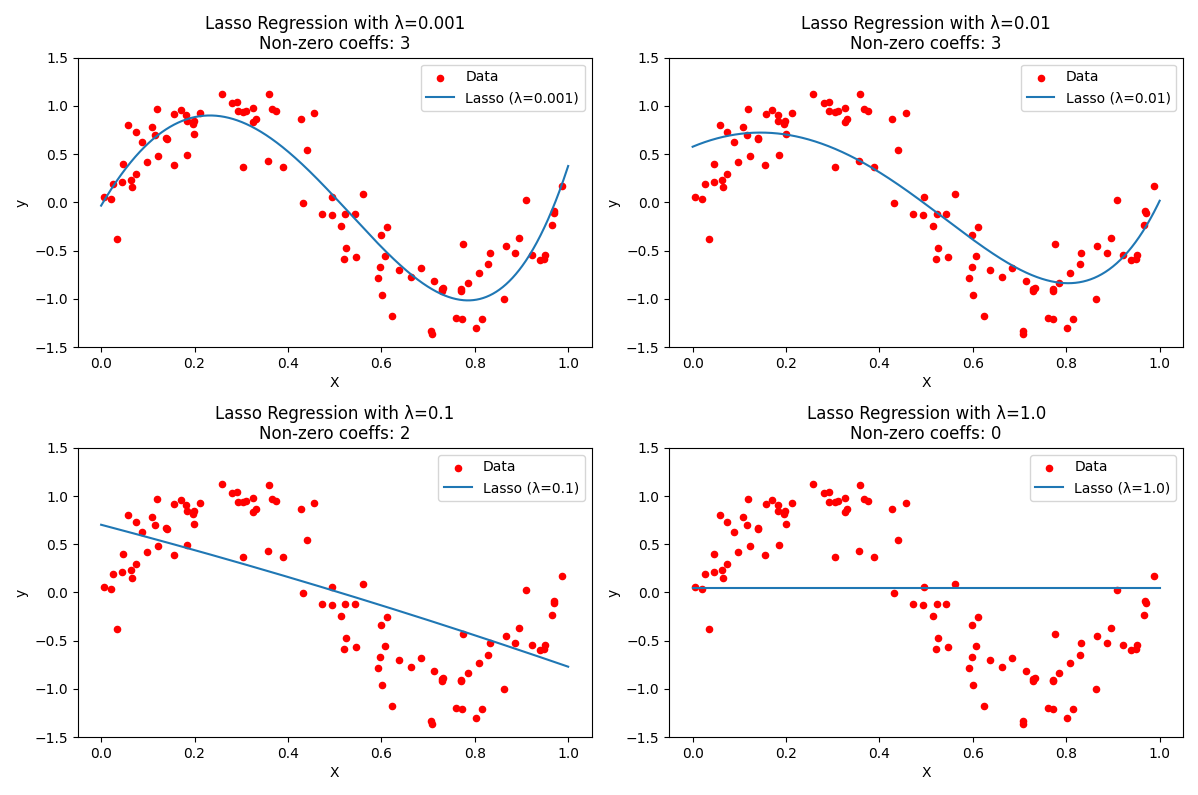 Lasso Regression with λ=0.001
Non-zero coeffs: 3
1.5
1.0
0.5
0.0
−0.5
−1.0
−1.5
y
Data
Lasso (λ=0.001)
0.0 0.2 0.4 0.6 0.8 1.0
X
Lasso Regression with λ=0.01
Non-zero coeffs: 3
1.5
1.0
0.5
0.0
−0.5
−1.0
−1.5
y
Data
Lasso (λ=0.01)
0.0 0.2 0.4 0.6 0.8 1.0
X
Lasso Regression with λ=0.1
Non-zero coeffs: 2
1.5
1.0
0.5
0.0
−0.5
−1.0
−1.5
y
Data
Lasso (λ=0.1)
0.0 0.2 0.4 0.6 0.8 1.0
X
Lasso Regression with λ=1.0
Non-zero coeffs: 0
1.5
1.0
0.5
0.0
−0.5
−1.0
−1.5
y
Data
Lasso (λ=1.0)
0.0 0.2 0.4 0.6 0.8 1.0
X